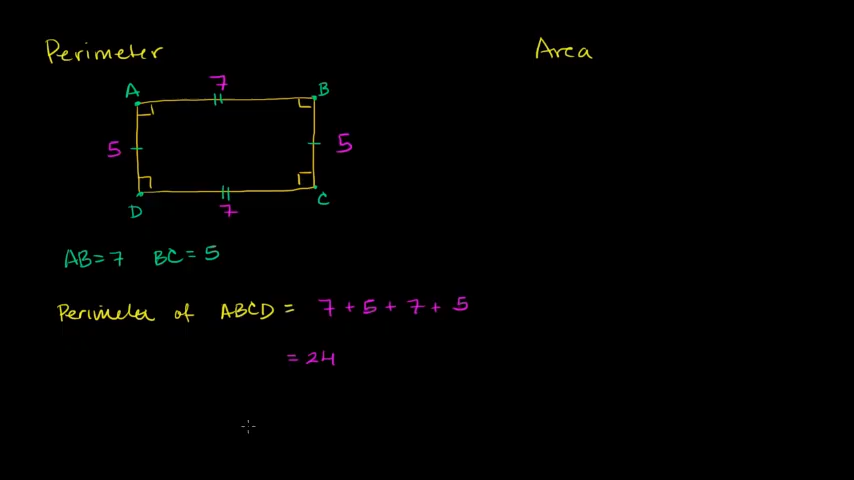 Perimeter
Area
A
7
B
5
5
D
7
C
AB=7 BC=5
Perimeter of ABCD = 7+5+7+5
= 24